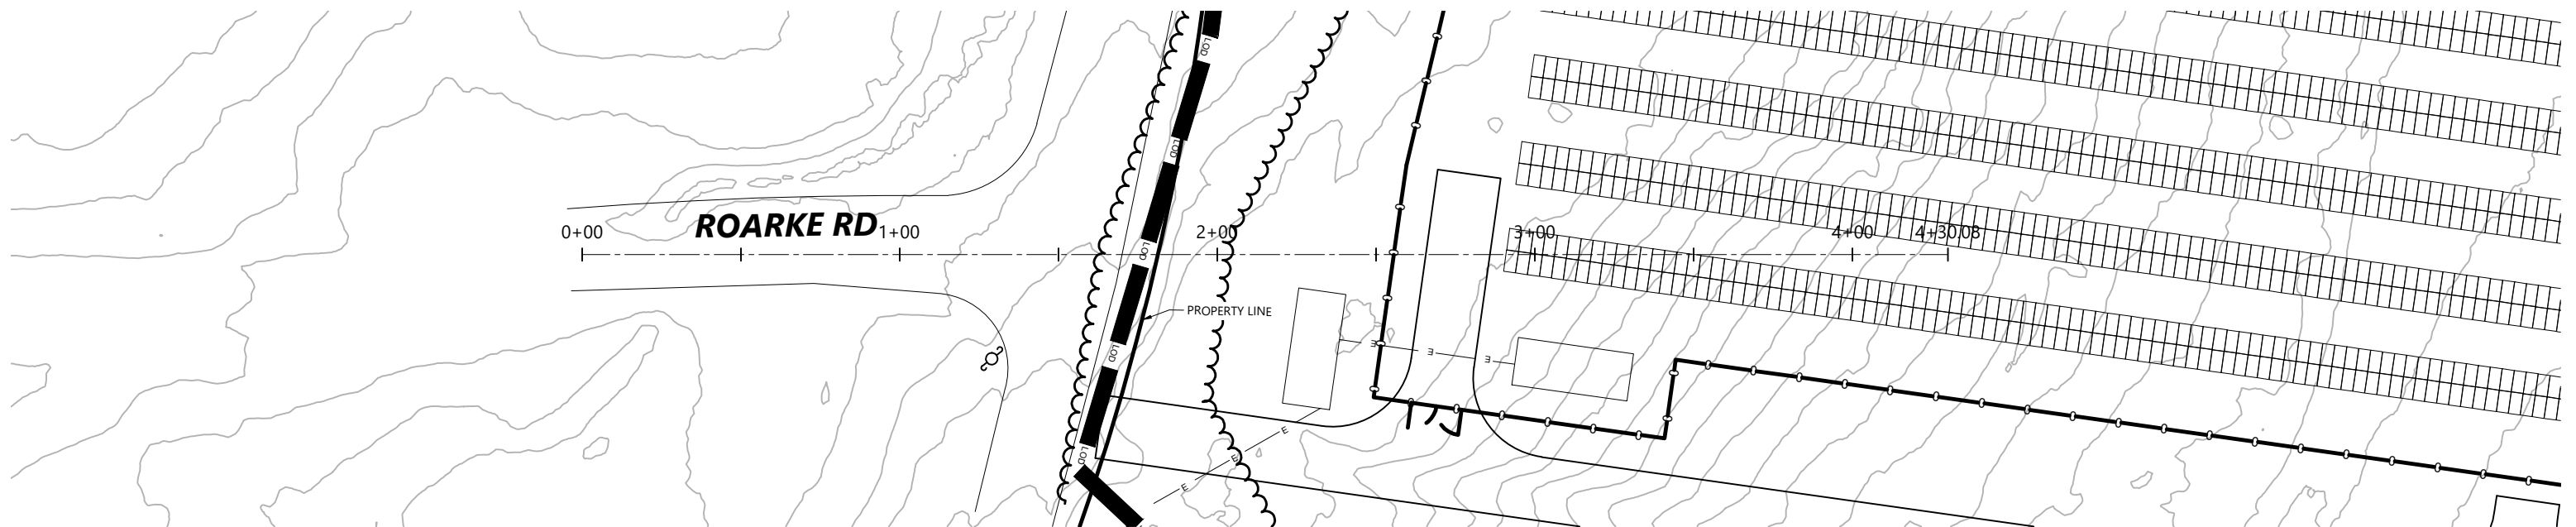 LOD
LOD
ROARKE RD
0+00 1+00 2+00 3+00 4+00 4+30.08
LOD
PROPERTY LINE
LOD
E E E
E
LOD
E
E